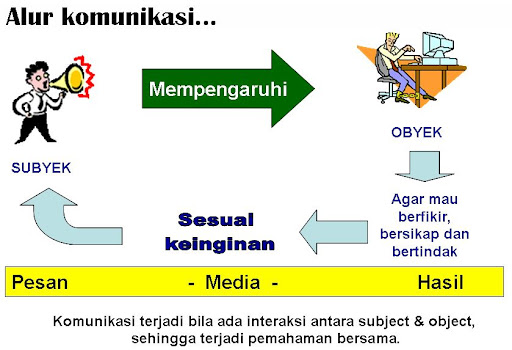 Alur komunikasi...
Mempengaruhi
SUBYEK
OBYEK
Agar mau
berfikir,
bersikap dan
bertindak
Sesual
keinginan
Pesan - Media - Hasil
Komunikasi terjadi bila ada interaksi antara subject & object,
sehingga terjadi pemahaman bersama.